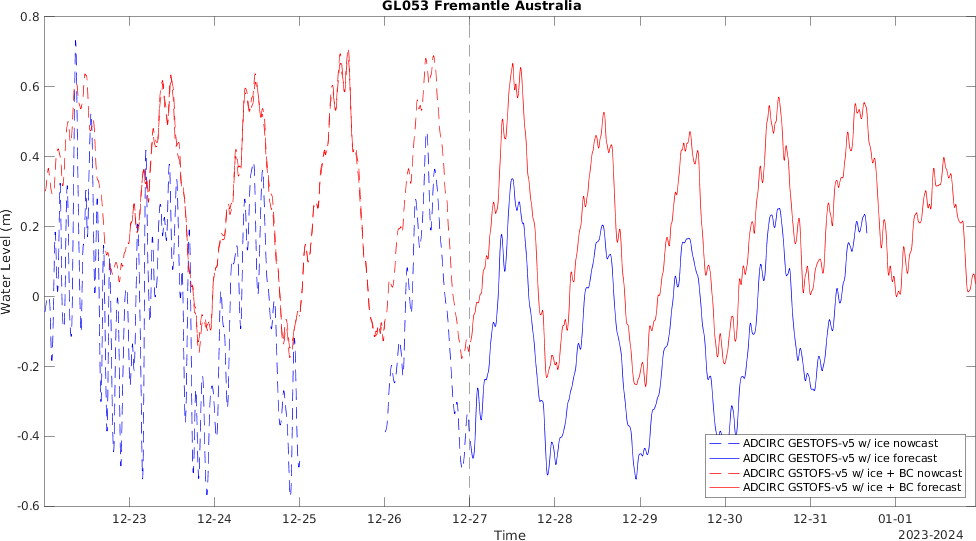 GL053 Fremantle Australia
0.8
0.6
0.4
0.2
0
-0.2
-0.4
-0.6
Water Level (m)
ADCIRC GESTOFS-v5 w/ ice nowcast
ADCIRC GESTOFS-v5 w/ ice forecast
ADCIRC GSTOFS-v5 w/ ice + BC nowcast
ADCIRC GSTOFS-v5 w/ ice + BC forecast
12-23 12-24 12-25 12-26 12-27 12-28 12-29 12-30 12-31 01-01
Time
2023-2024